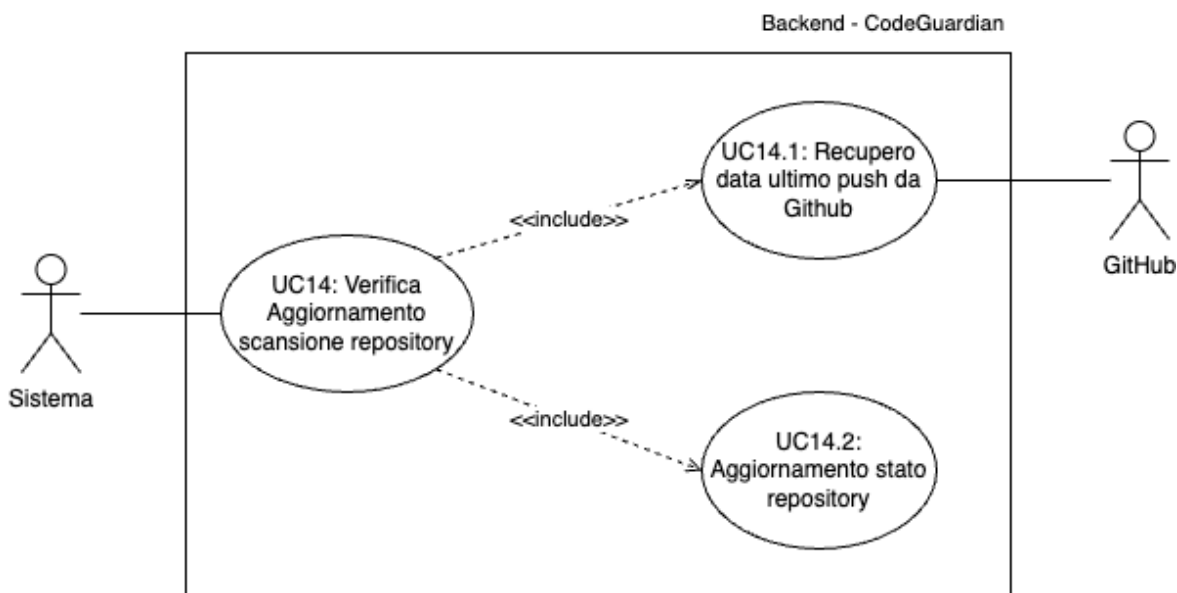 Backend - CodeGuardian
UC14.1: Recupero
data ultimo push da
Github
<<include>>
GitHub
UC14: Verifica
Aggiornamento
scansione repository
Sistema
<<include>>
UC14.2:
Aggiornamento stato
repository